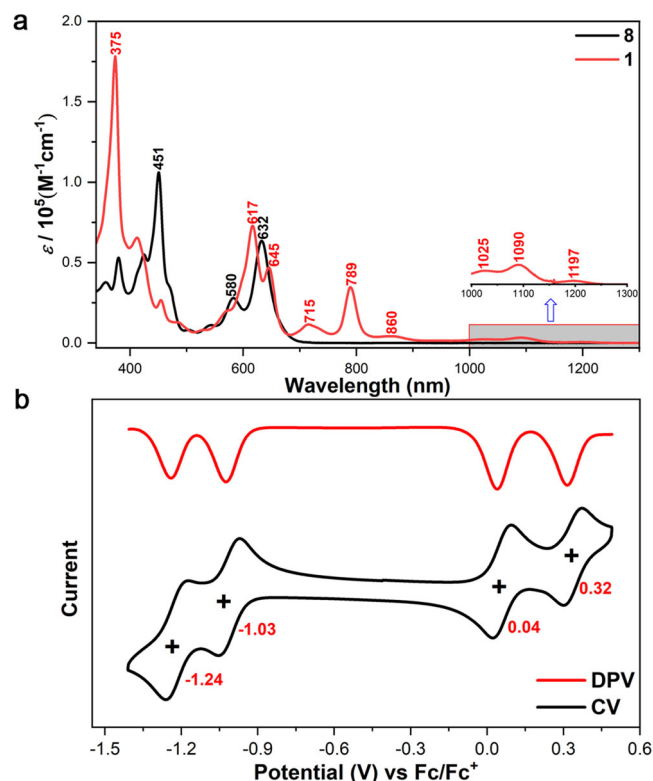 a
2.0
1.5
1.0
0.5
0.0
ε / 10⁵(M⁻¹cm⁻¹)
375
451
580
617
632
645
715
789
860
8
1
1025
1090
1197
1000 1100 1200 1300
400 600 800 1000 1200
Wavelength (nm)
b
Current
-1.24
-1.03
0.04
0.32
DPV
CV
-1.5 -1.2 -0.9 -0.6 -0.3 0.0 0.3 0.6
Potential (V) vs Fc/Fc⁺